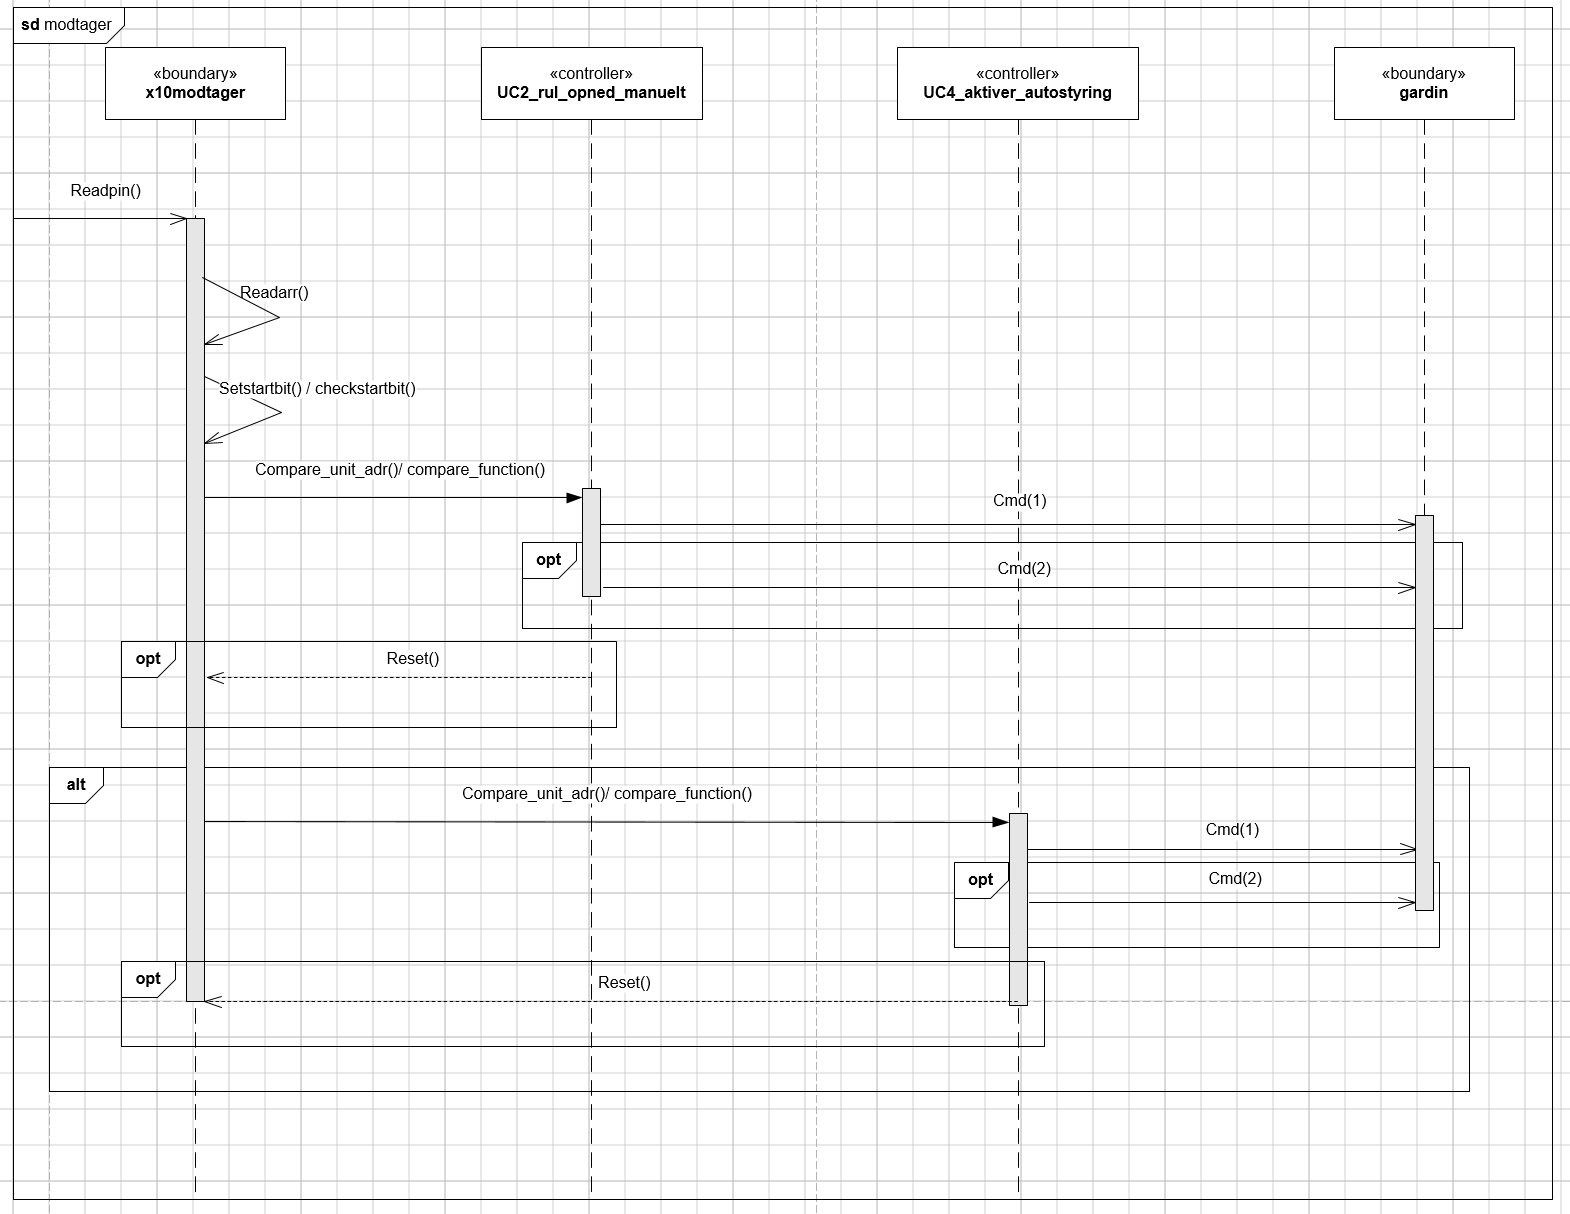 sd modtager
«boundary»
x10modtager
«controller»
UC2_rul_opned_manuelt
«controller»
UC4_aktiver_autostyring
«boundary»
gardin
Readpin()
Readarr()
Setstartbit() / checkstartbit()
Compare_unit_adr()/ compare_function()
Cmd(1)
opt
Cmd(2)
opt
Reset()
alt
Compare_unit_adr()/ compare_function()
Cmd(1)
opt
Cmd(2)
opt
Reset()